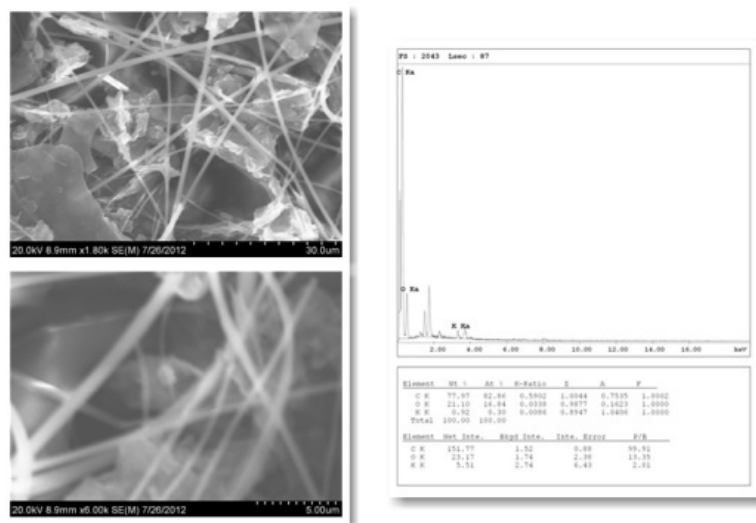 20.0kV 8.9mm x1.80k SE(M) 7/26/2012 30.0um
20.0kV 8.9mm x6.00k SE(M) 7/26/2012 5.00um
FS : 2043 Lsec : 87
C Ka
O Ka
K Ka
2.00 4.00 6.00 8.00 10.00 12.00 14.00 16.00 keV
Element Wt % At % K-Ratio Z A F
C K 77.97 82.86 0.5902 1.0044 0.7535 1.0002
O K 21.10 16.84 0.0338 0.9877 0.1623 1.0000
K K 0.92 0.30 0.0086 0.8947 1.0406 1.0000
Total 100.00 100.00
Element Net Inte. Bkgd Inte. Inte. Error P/B
C K 151.77 1.52 0.88 99.91
O K 23.17 1.74 2.38 13.35
K K 5.51 2.74 6.43 2.01